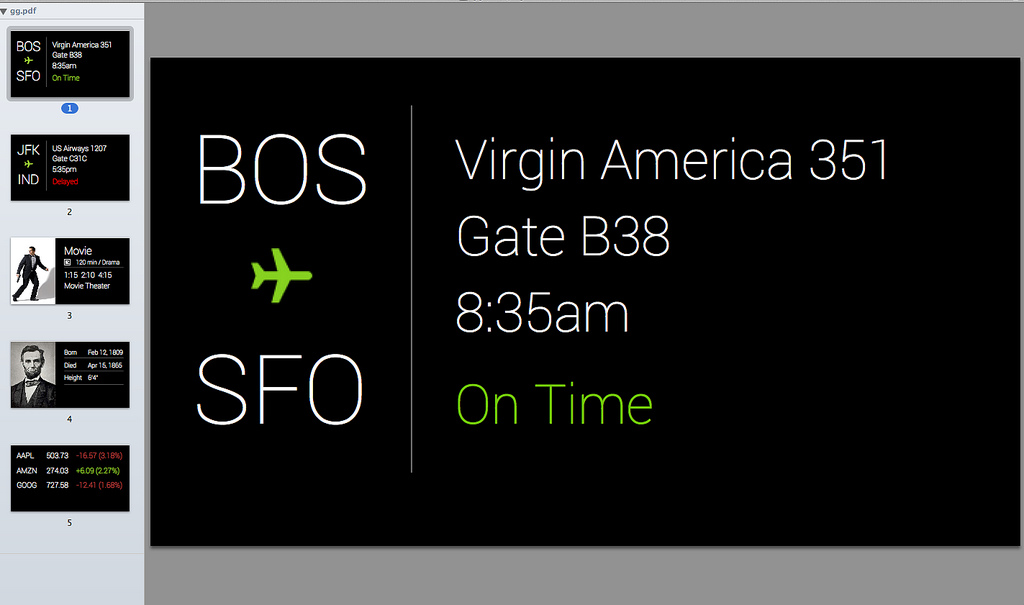 gg.pdf
BOS
SFO
Virgin America 351
Gate B38
8:35am
On Time
1
JFK
IND
US Airways 1207
Gate C31C
5:35pm
Delayed
2
Movie
120 min / Drama
1:15 2:10 4:15
Movie Theater
3
Born Feb 12, 1809
Died Apr 15, 1865
Height 6'4"
4
AAPL 503.73 -16.57 (3.18%)
AMZN 274.03 +6.09 (2.27%)
GOOG 727.58 -12.41 (1.68%)
5
BOS
SFO
Virgin America 351
Gate B38
8:35am
On Time